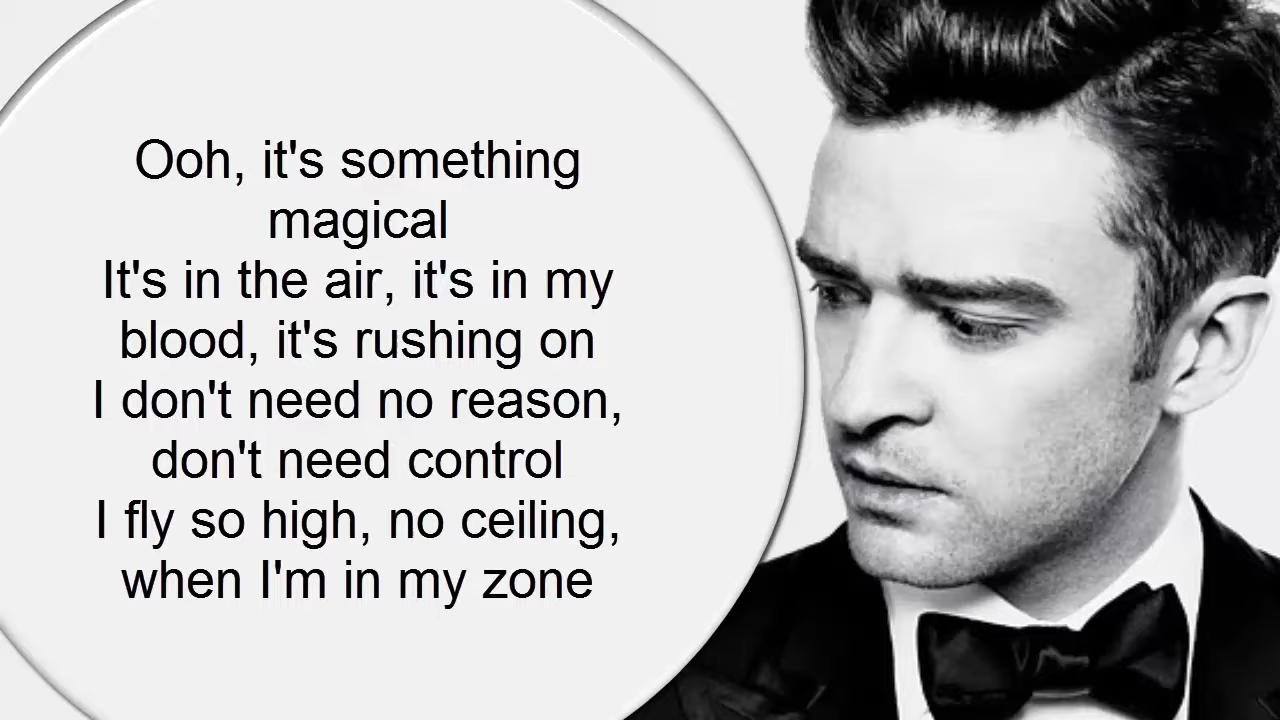 Ooh, it's something
magical
It's in the air, it's in my
blood, it's rushing on
I don't need no reason,
don't need control
I fly so high, no ceiling,
when I'm in my zone